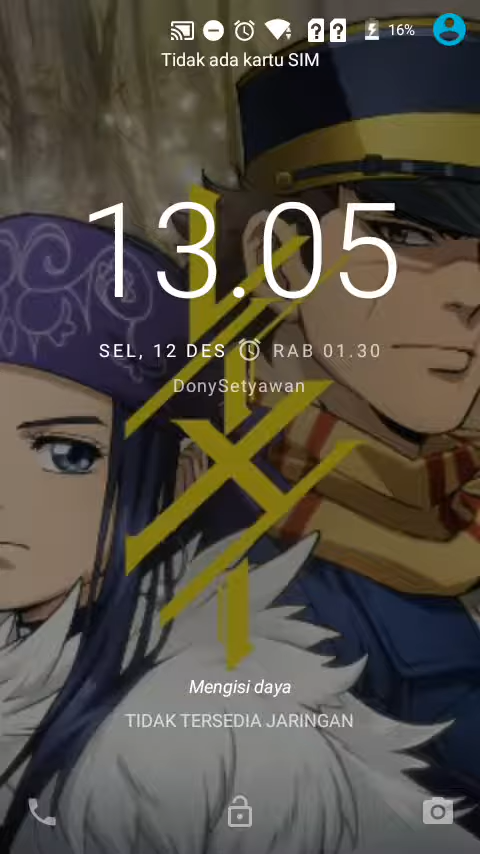 16%
Tidak ada kartu SIM
13.05
SEL, 12 DES RAB 01.30
DonySetyawan
Mengisi daya
TIDAK TERSEDIA JARINGAN